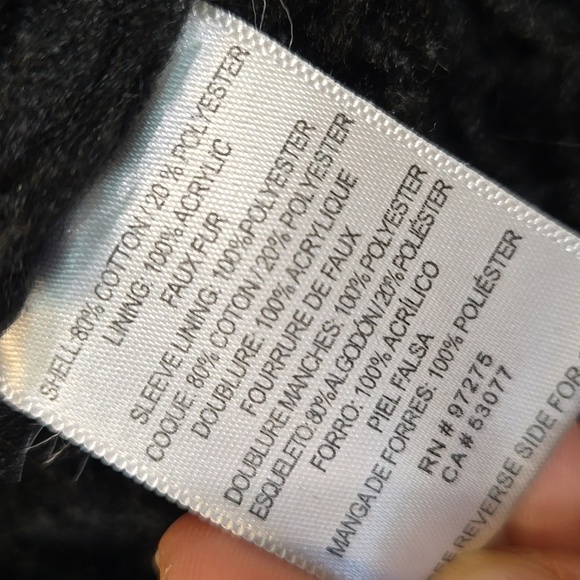 SHELL: 80% COTTON / 20 % POLYESTER
LINING: 100% ACRYLIC
FAUX FUR
SLEEVE LINING: 100%POLYESTER
COQUE: 80% COTON / 20% POLYESTER
DOUBLURE: 100% ACRYLIQUE
FOURRURE DE FAUX
DOUBLURE MANCHES: 100% POLYESTER
ESQUELETO: 80%ALGODÓN/20%POLIÉSTER
FORRO: 100% ACRÍLICO
PIEL FALSA
MANGA DE FORRES: 100% POLIÉSTER
RN # 97275
CA # 53077
REVERSE SIDE FOR